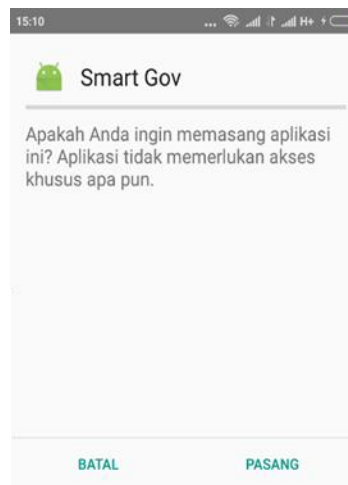 15:10
... H+
Smart Gov
Apakah Anda ingin memasang aplikasi
ini? Aplikasi tidak memerlukan akses
khusus apa pun.
BATAL PASANG